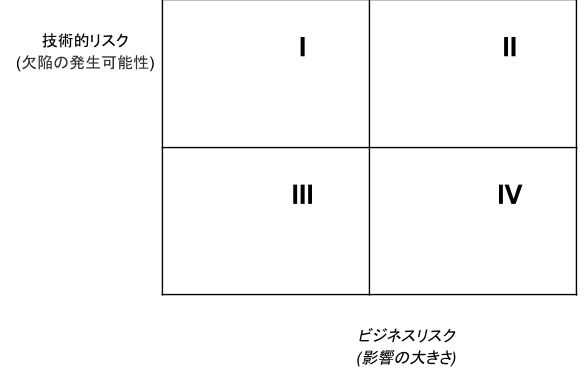 技術的リスク
(欠陥の発生可能性)
I
II
III
IV
ビジネスリスク
(影響の大きさ)